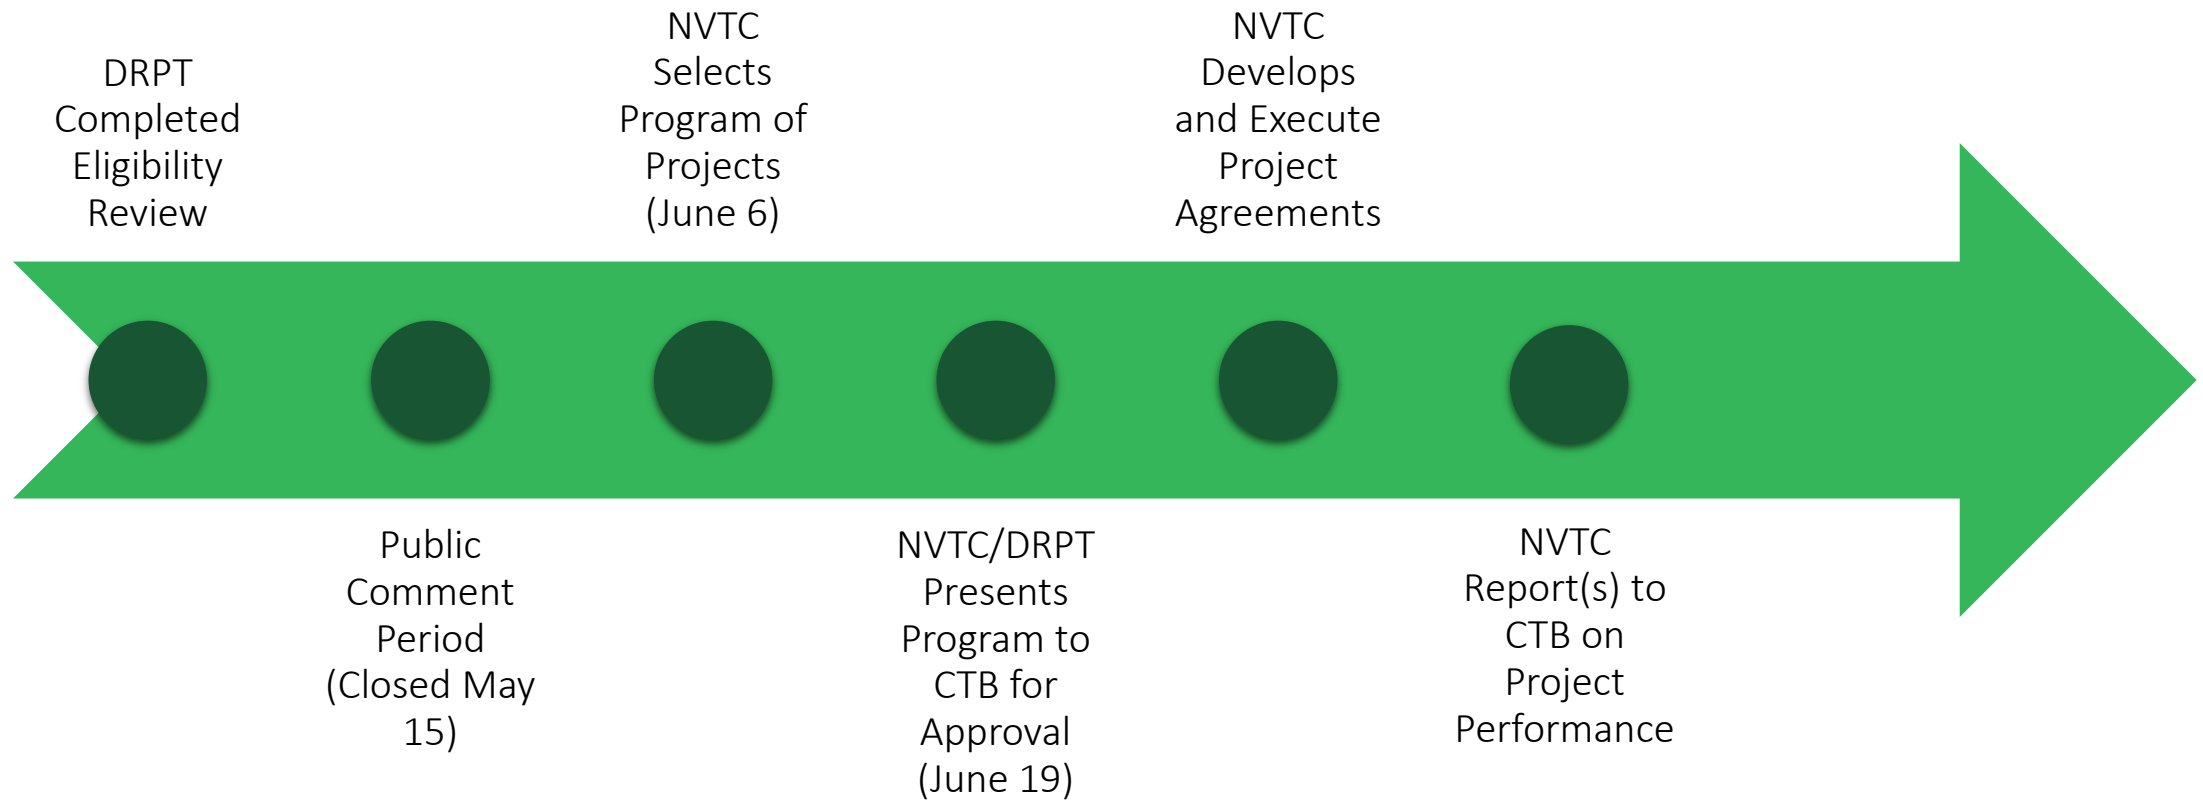 DRPT
Completed
Eligibility
Review
Public
Comment
Period
(Closed May
15)
NVTC
Selects
Program of
Projects
(June 6)
NVTC/DRPT
Presents
Program to
CTB for
Approval
(June 19)
NVTC
Develops
and Execute
Project
Agreements
NVTC
Report(s) to
CTB on
Project
Performance